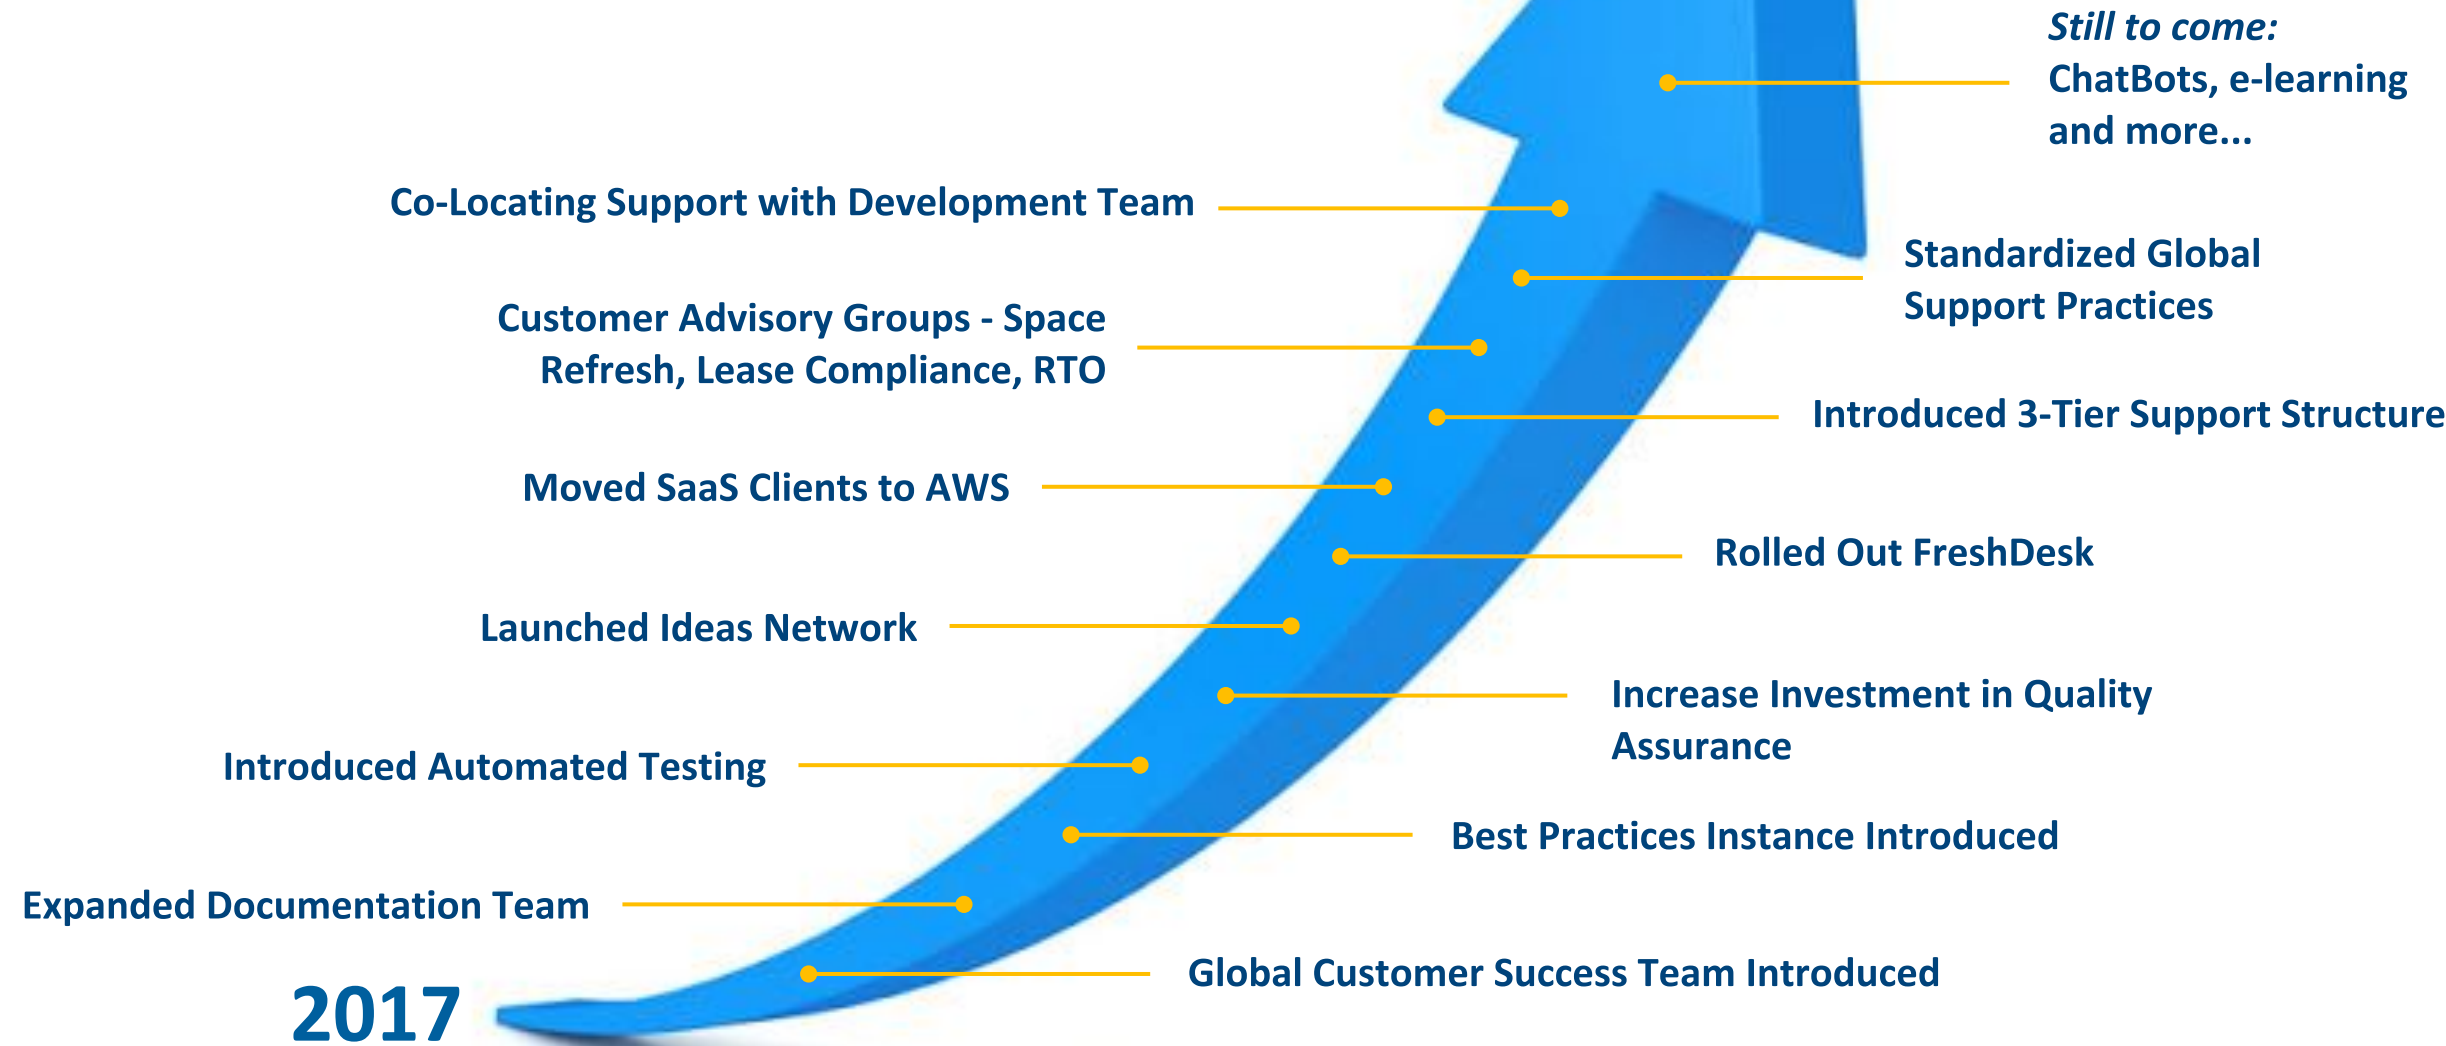 Still to come:
ChatBots, e-learning
and more...
Co-Locating Support with Development Team
Standardized Global
Support Practices
Customer Advisory Groups - Space
Refresh, Lease Compliance, RTO
Introduced 3-Tier Support Structure
Moved SaaS Clients to AWS
Rolled Out FreshDesk
Launched Ideas Network
Increase Investment in Quality
Assurance
Introduced Automated Testing
Best Practices Instance Introduced
Expanded Documentation Team
Global Customer Success Team Introduced
2017